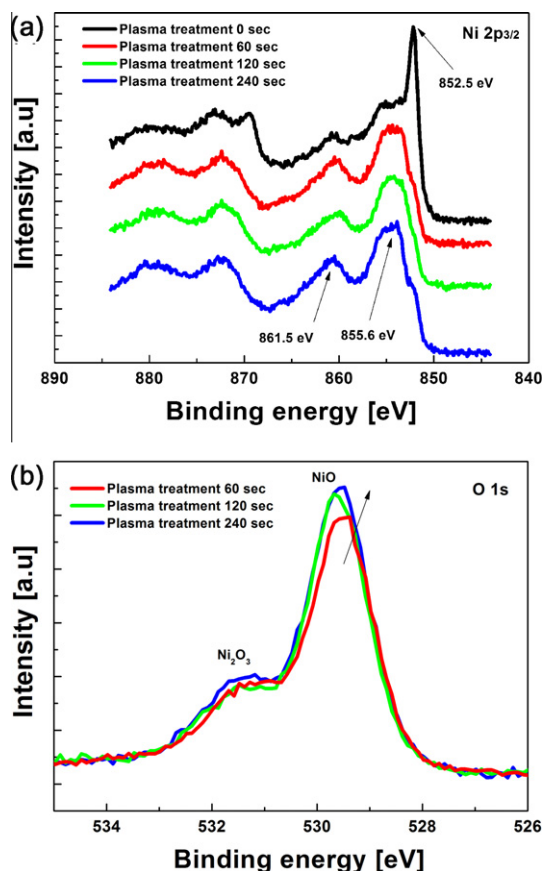 (a)
Plasma treatment 0 sec
Plasma treatment 60 sec
Plasma treatment 120 sec
Plasma treatment 240 sec
Ni 2p3/2
852.5 eV
861.5 eV
855.6 eV
Intensity [a.u]
890 880 870 860 850 840
Binding energy [eV]
(b)
Plasma treatment 60 sec
Plasma treatment 120 sec
Plasma treatment 240 sec
NiO
O 1s
Ni2O3
Intensity [a.u]
534 532 530 528 526
Binding energy [eV]